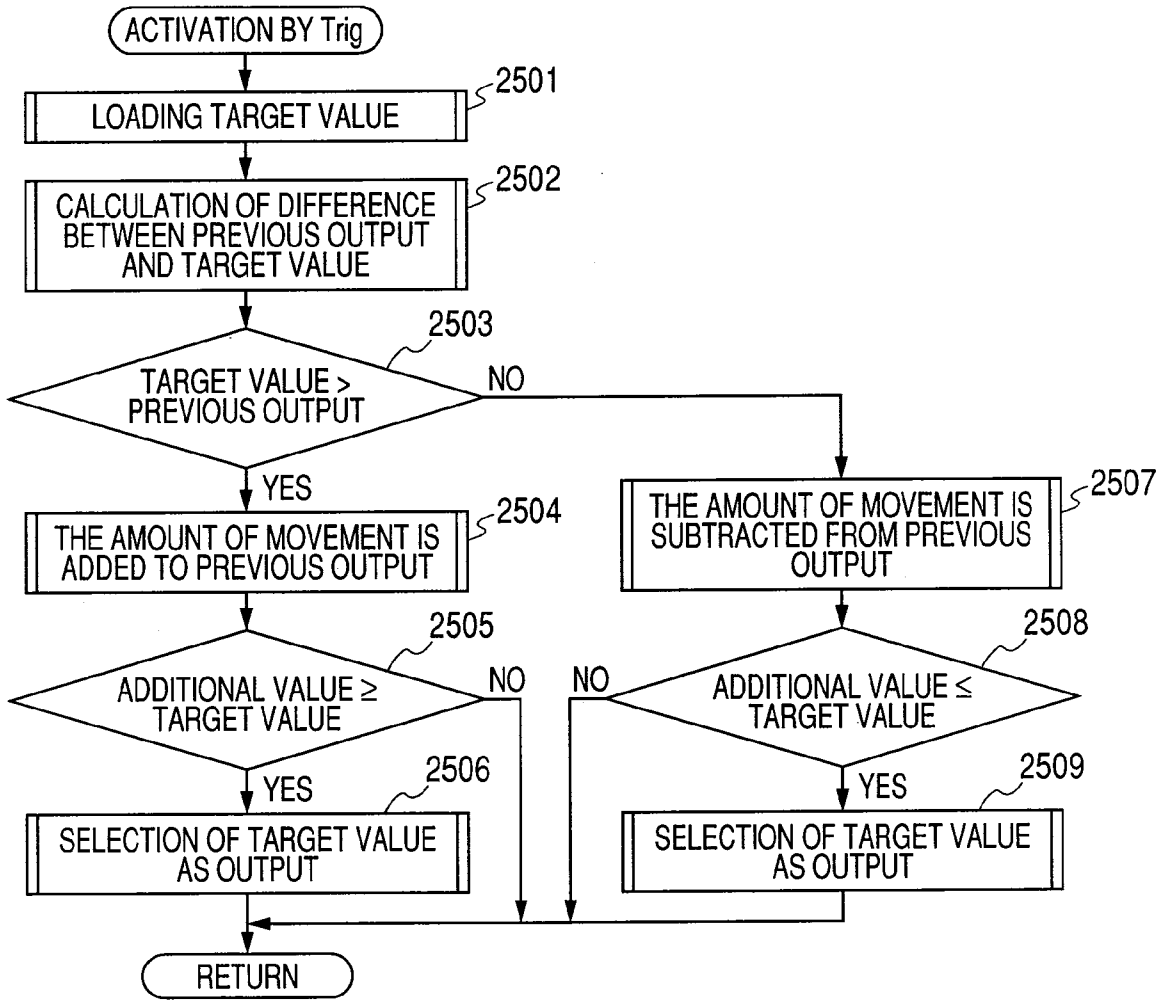 ACTIVATION BY Trig
2501
LOADING TARGET VALUE
2502
CALCULATION OF DIFFERENCE
BETWEEN PREVIOUS OUTPUT
AND TARGET VALUE
2503
TARGET VALUE >
PREVIOUS OUTPUT
NO
YES
2504
THE AMOUNT OF MOVEMENT IS
ADDED TO PREVIOUS OUTPUT
2507
THE AMOUNT OF MOVEMENT IS
SUBTRACTED FROM PREVIOUS
OUTPUT
2505
ADDITIONAL VALUE ≥
TARGET VALUE
NO
YES
2508
ADDITIONAL VALUE ≤
TARGET VALUE
NO
YES
2506
SELECTION OF TARGET VALUE
AS OUTPUT
2509
SELECTION OF TARGET VALUE
AS OUTPUT
RETURN